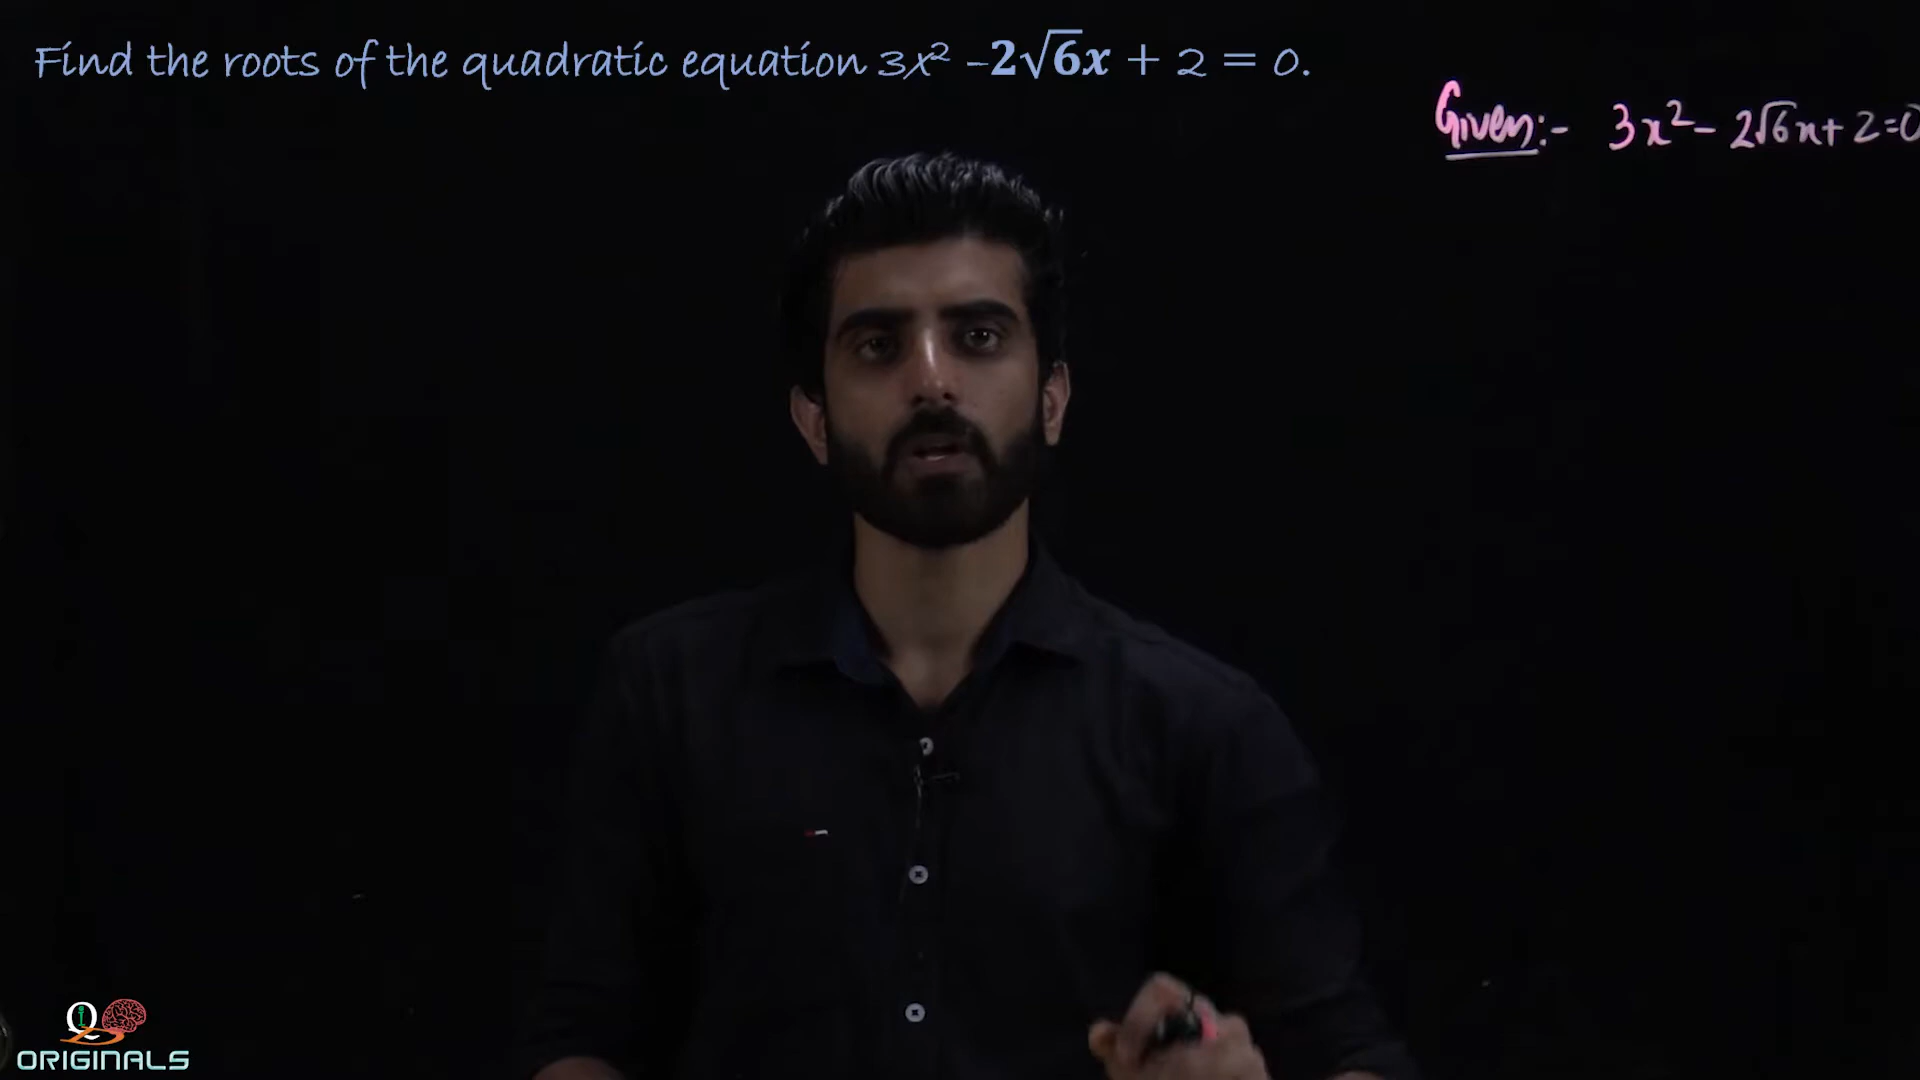 Find the roots of the quadratic equation 3x² -2√6x + 2 = 0.
Given:- 3x² - 2√6x + 2 = 0
QiD
ORIGINALS